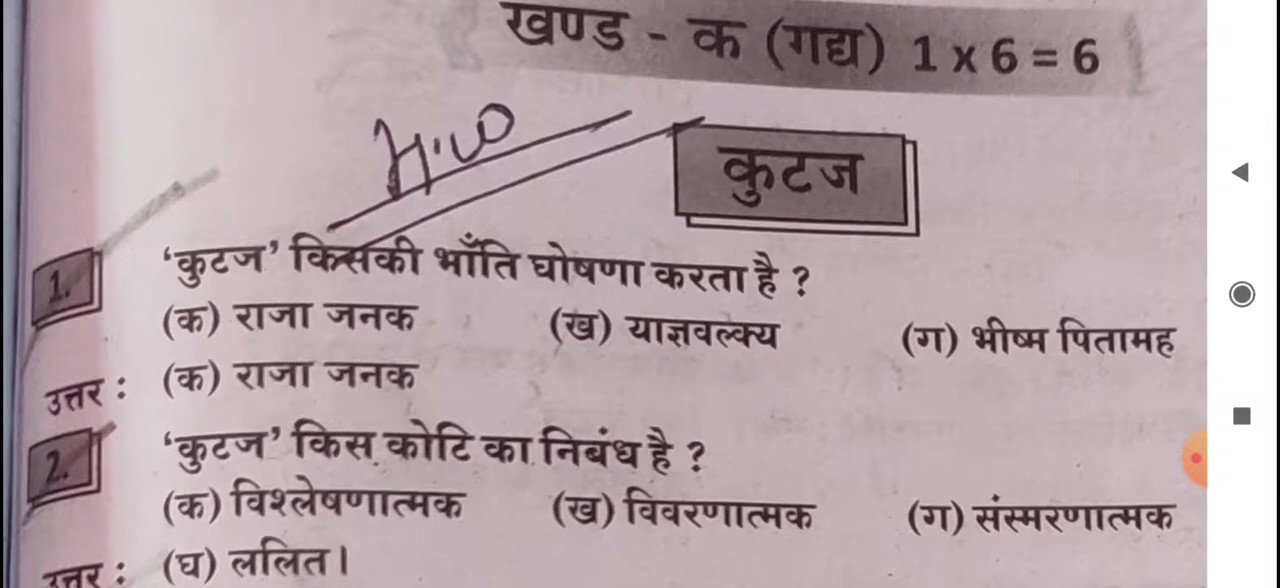 खण्ड - क (गद्य) 1 x 6 = 6
कुटज
1. 'कुटज' किसकी भाँति घोषणा करता है ?
(क) राजा जनक (ख) याज्ञवल्क्य (ग) भीष्म पितामह
उत्तर : (क) राजा जनक
2. 'कुटज' किस कोटि का निबंध है ?
(क) विश्लेषणात्मक (ख) विवरणात्मक (ग) संस्मरणात्मक
उत्तर : (घ) ललित।